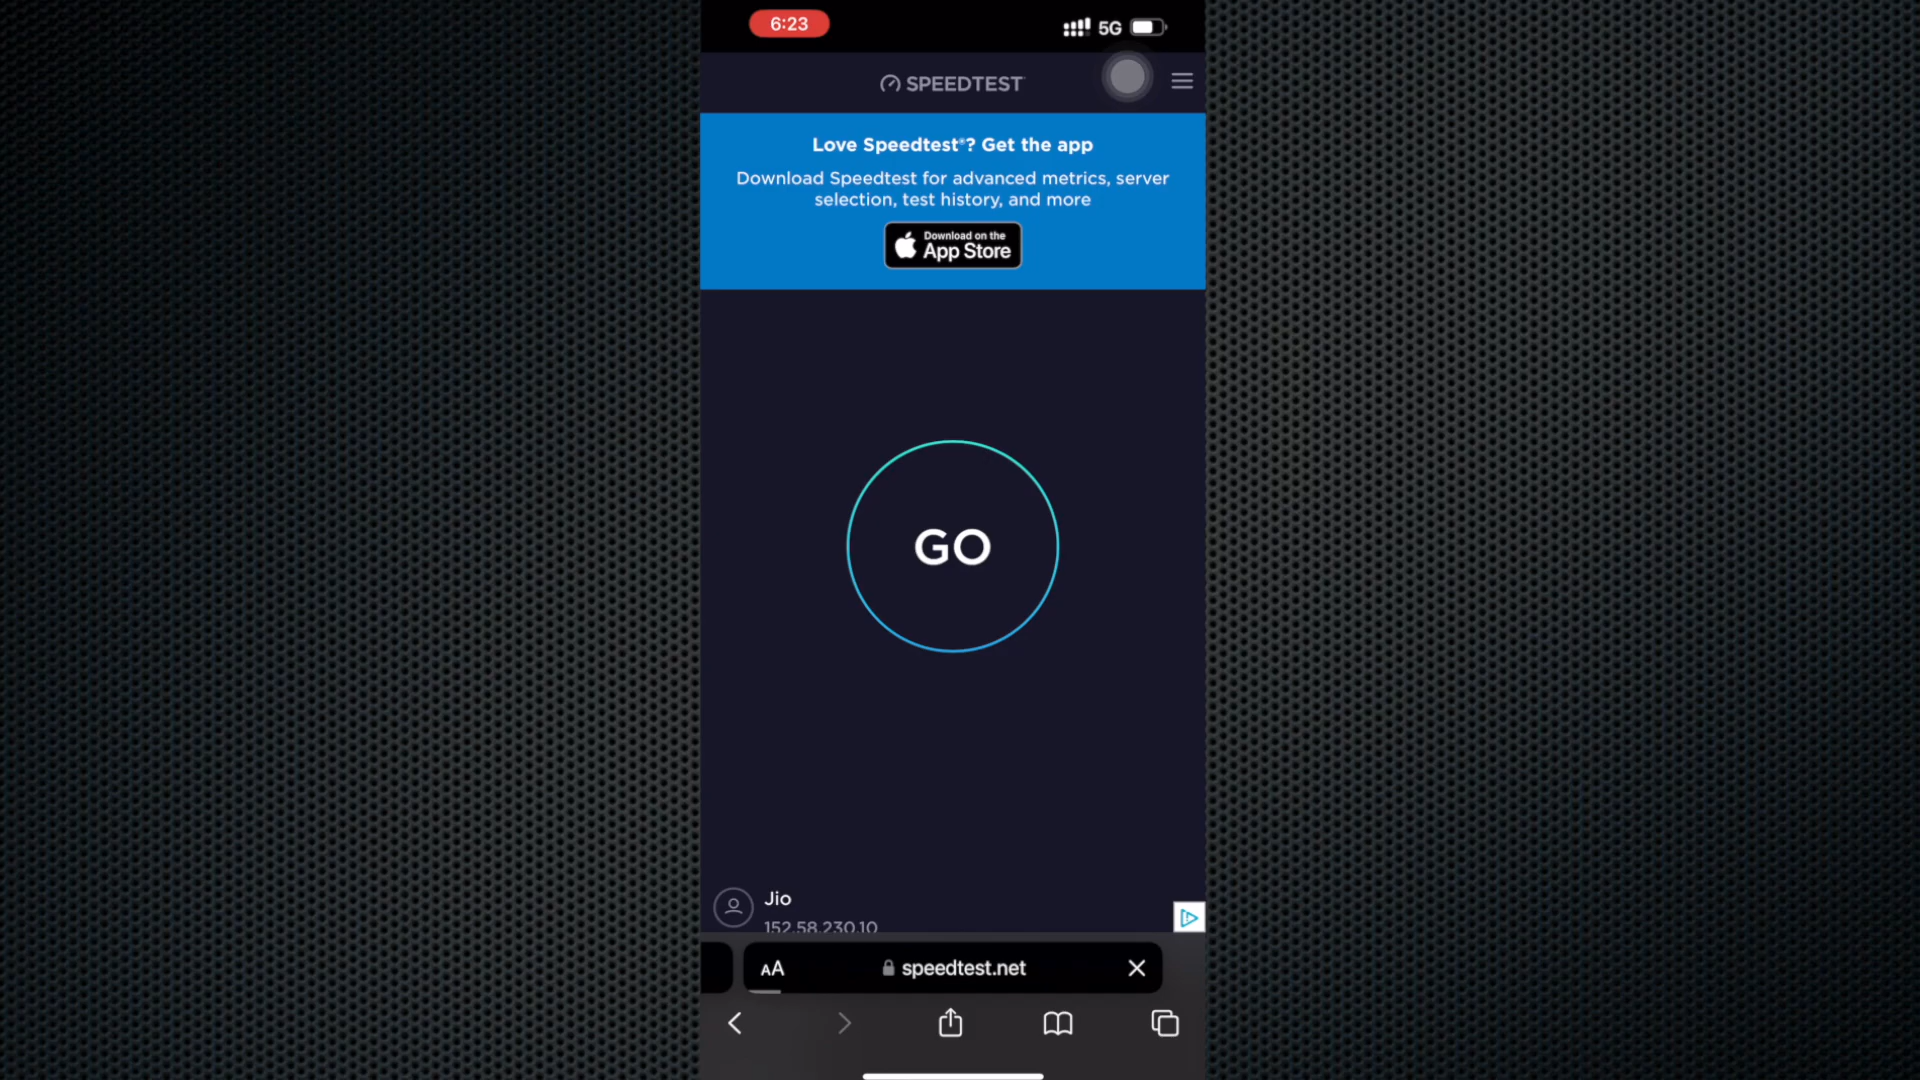 6:23
5G
SPEEDTEST
Love Speedtest®? Get the app
Download Speedtest for advanced metrics, server
selection, test history, and more
Download on the
App Store
GO
Jio
152.58.230.10
AA
speedtest.net